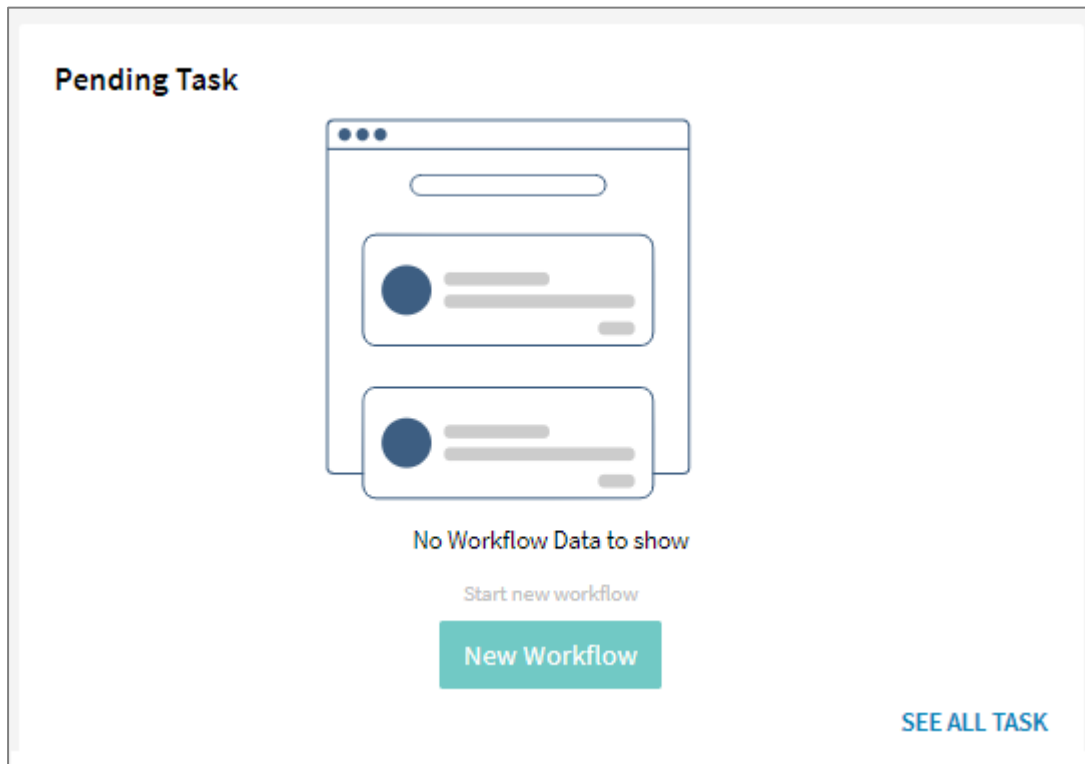 Pending Task
No Workflow Data to show
Start new workflow
New Workflow
SEE ALL TASK